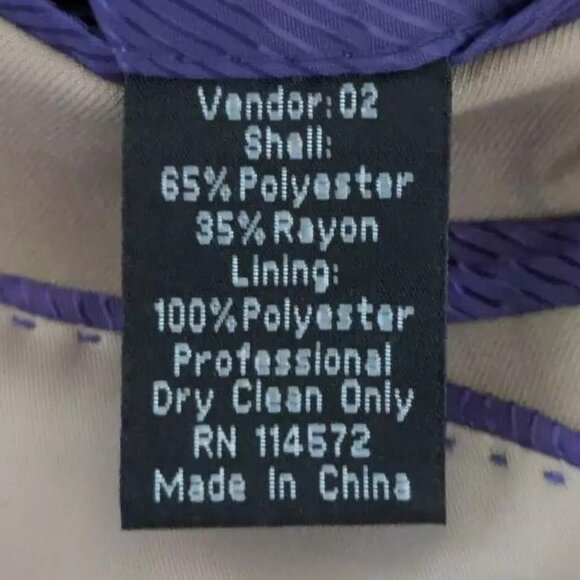 Vendor:02
Shell:
65%Polyester
35%Rayon
Lining:
100%Polyester
Professional
Dry Clean Only
RN 114572
Made In China